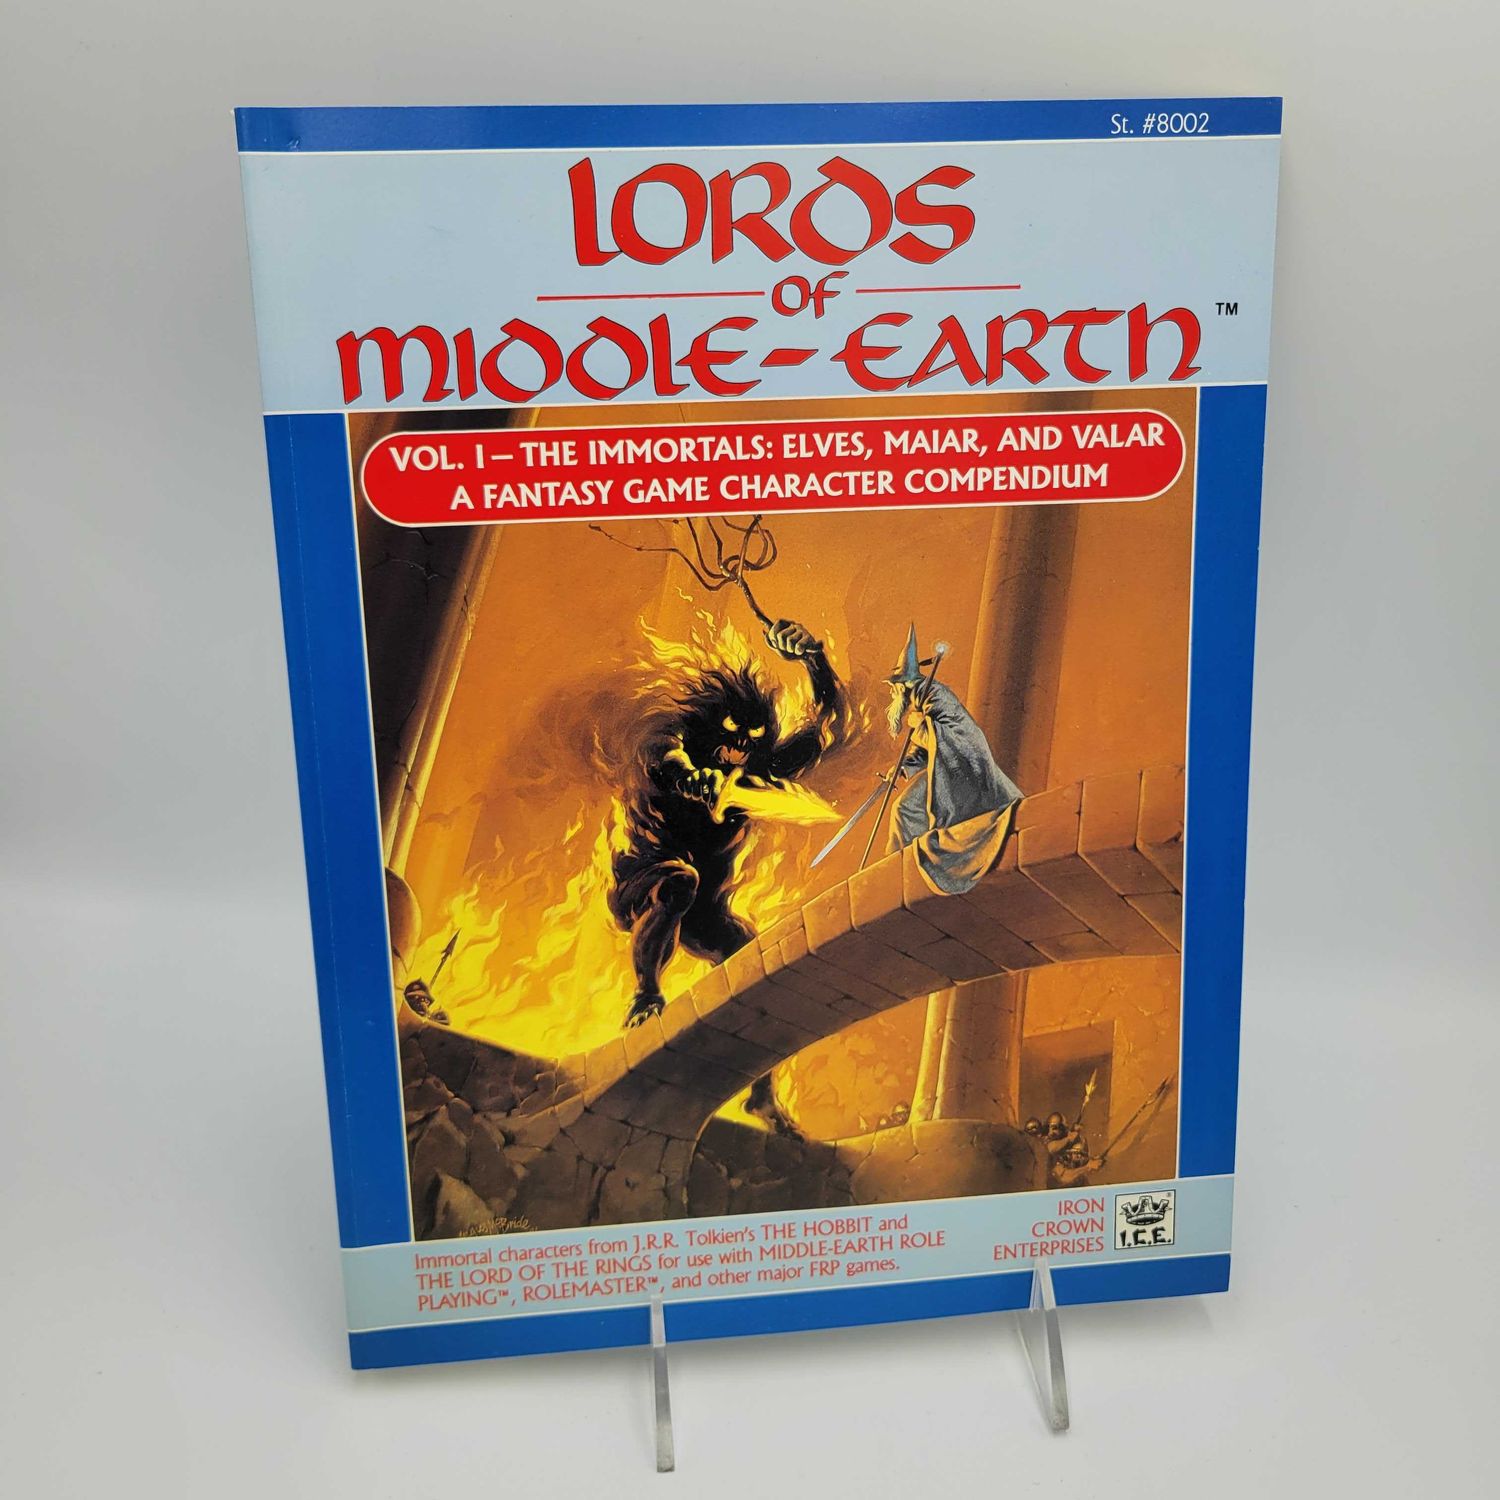 St. #8002
LORDS
OF
MIDDLE-EARTH™
VOL. I – THE IMMORTALS: ELVES, MAIAR, AND VALAR
A FANTASY GAME CHARACTER COMPENDIUM
McBride
Immortal characters from J.R.R. Tolkien's THE HOBBIT and
THE LORD OF THE RINGS for use with MIDDLE-EARTH ROLE
PLAYING™, ROLEMASTER™, and other major FRP games.
IRON
CROWN
ENTERPRISES
®
I.C.E.